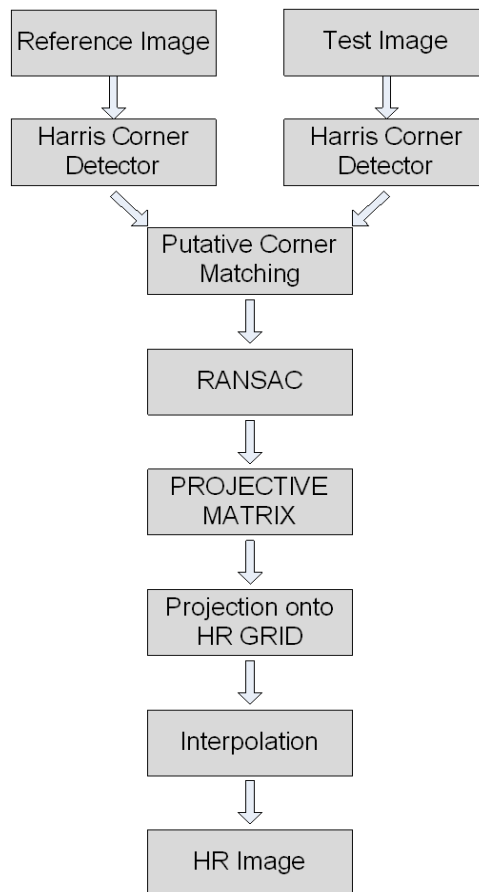 Reference Image
Test Image
Harris Corner
Detector
Harris Corner
Detector
Putative Corner
Matching
RANSAC
PROJECTIVE
MATRIX
Projection onto
HR GRID
Interpolation
HR Image